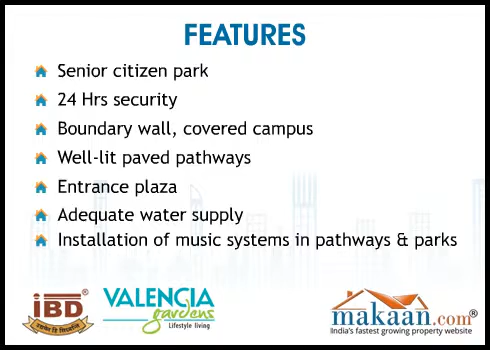 FEATURES
Senior citizen park
24 Hrs security
Boundary wall, covered campus
Well-lit paved pathways
Entrance plaza
Adequate water supply
Installation of music systems in pathways & parks
iBD®
VALENCIA
gardens
Lifestyle living
makaan.com®
India's fastest growing property website